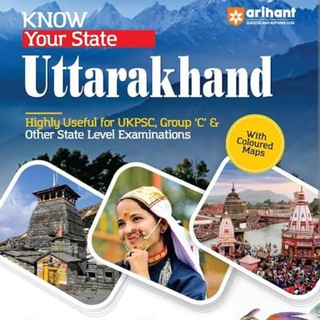 KNOW
arihant
Your State
Uttarakhand
Highly Useful for UKPSC, Group 'C' &
Other State Level Examinations
With
Coloured
Maps